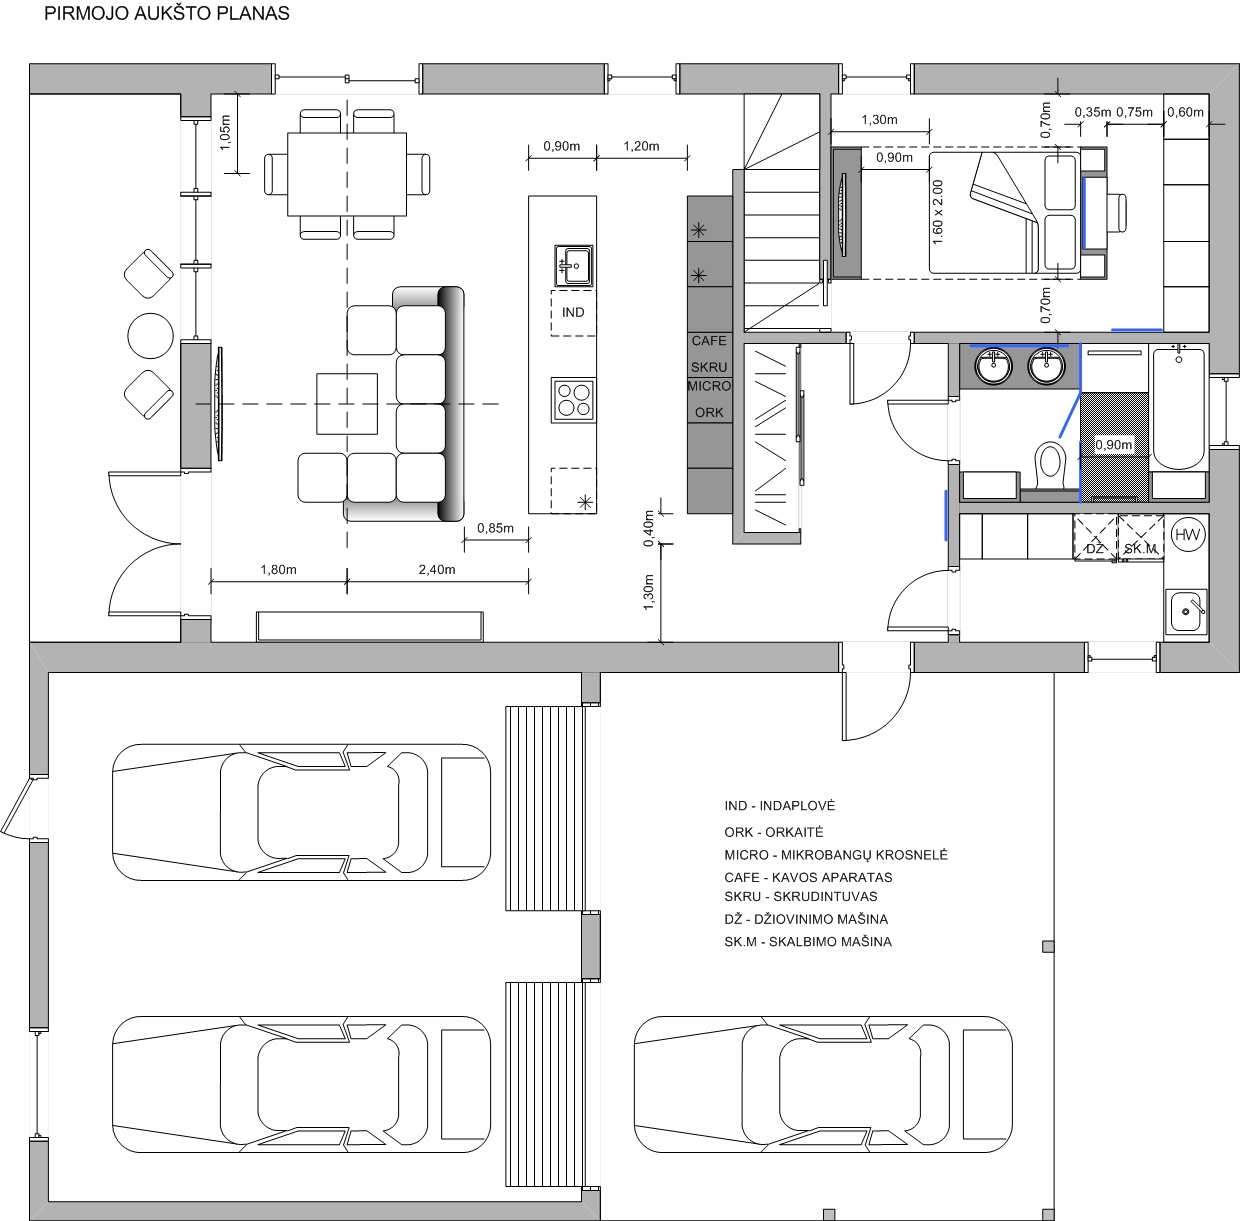 PIRMOJO AUKŠTO PLANAS
1,05m
0,90m
1,20m
1,30m
0,70m
0,35m
0,75m
0,60m
0,90m
1.60 x 2.00
0,70m
IND
CAFE
SKRU
MICRO
ORK
0,90m
0,85m
0,40m
DŽ
SK.M
HW
1,80m
2,40m
1,30m
IND - INDAPLOVĖ
ORK - ORKAITĖ
MICRO - MIKROBANGŲ KROSNELĖ
CAFE - KAVOS APARATAS
SKRU - SKRUDINTUVAS
DŽ - DŽIOVINIMO MAŠINA
SK.M - SKALBIMO MAŠINA